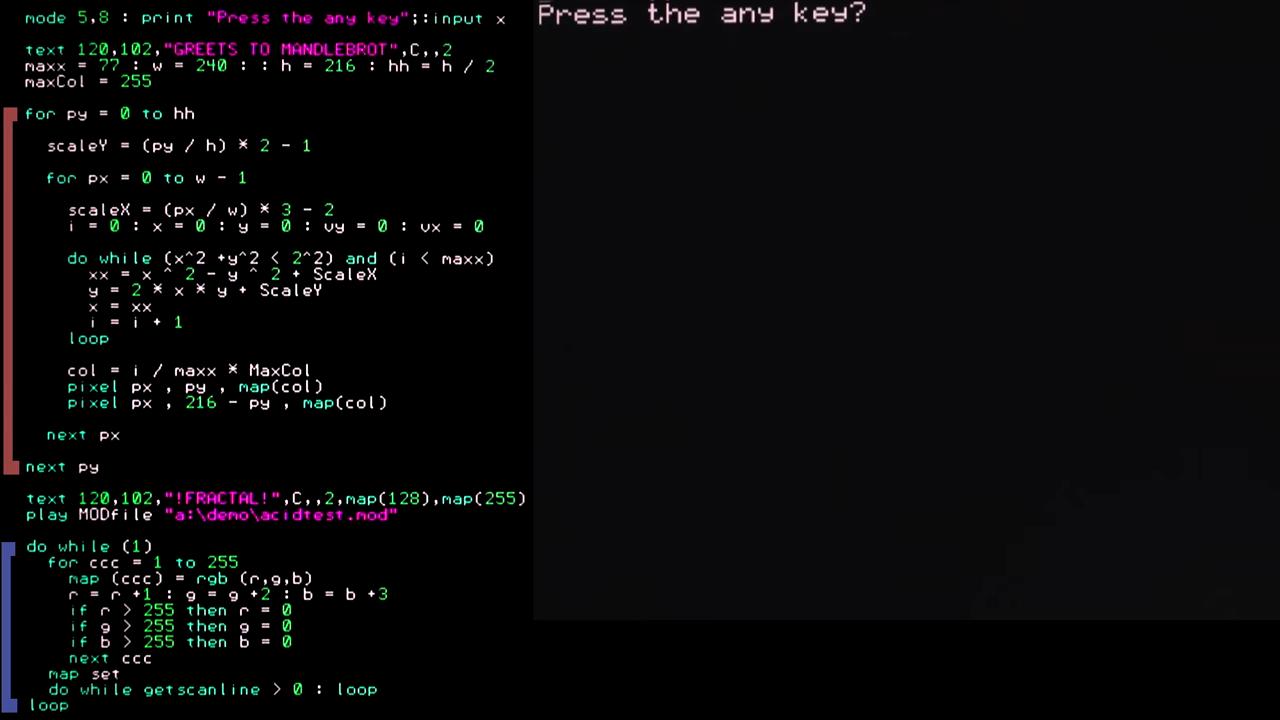 mode 5,8 : print "Press the any key";:input x
text 120,102,"GREETS TO MANDLEBROT",C,,2
maxx = 77 : w = 240 : : h = 216 : hh = h / 2
maxCol = 255
for py = 0 to hh
scaleY = (py / h) * 2 - 1
for px = 0 to w - 1
scaleX = (px / w) * 3 - 2
i = 0 : x = 0 : y = 0 : vy = 0 : vx = 0
do while (x^2 +y^2 < 2^2) and (i < maxx)
xx = x ^ 2 - y ^ 2 + ScaleX
y = 2 * x * y + ScaleY
x = xx
i = i + 1
loop
col = i / maxx * MaxCol
pixel px , py , map(col)
pixel px , 216 - py , map(col)
next px
next py
text 120,102,"!FRACTAL!",C,,2,map(128),map(255)
play MODfile "a:\demo\acidtest.mod"
do while (1)
for ccc = 1 to 255
map (ccc) = rgb (r,g,b)
r = r +1 : g = g +2 : b = b +3
if r > 255 then r = 0
if g > 255 then g = 0
if b > 255 then b = 0
next ccc
map set
do while getscanline > 0 : loop
loop
Press the any key?